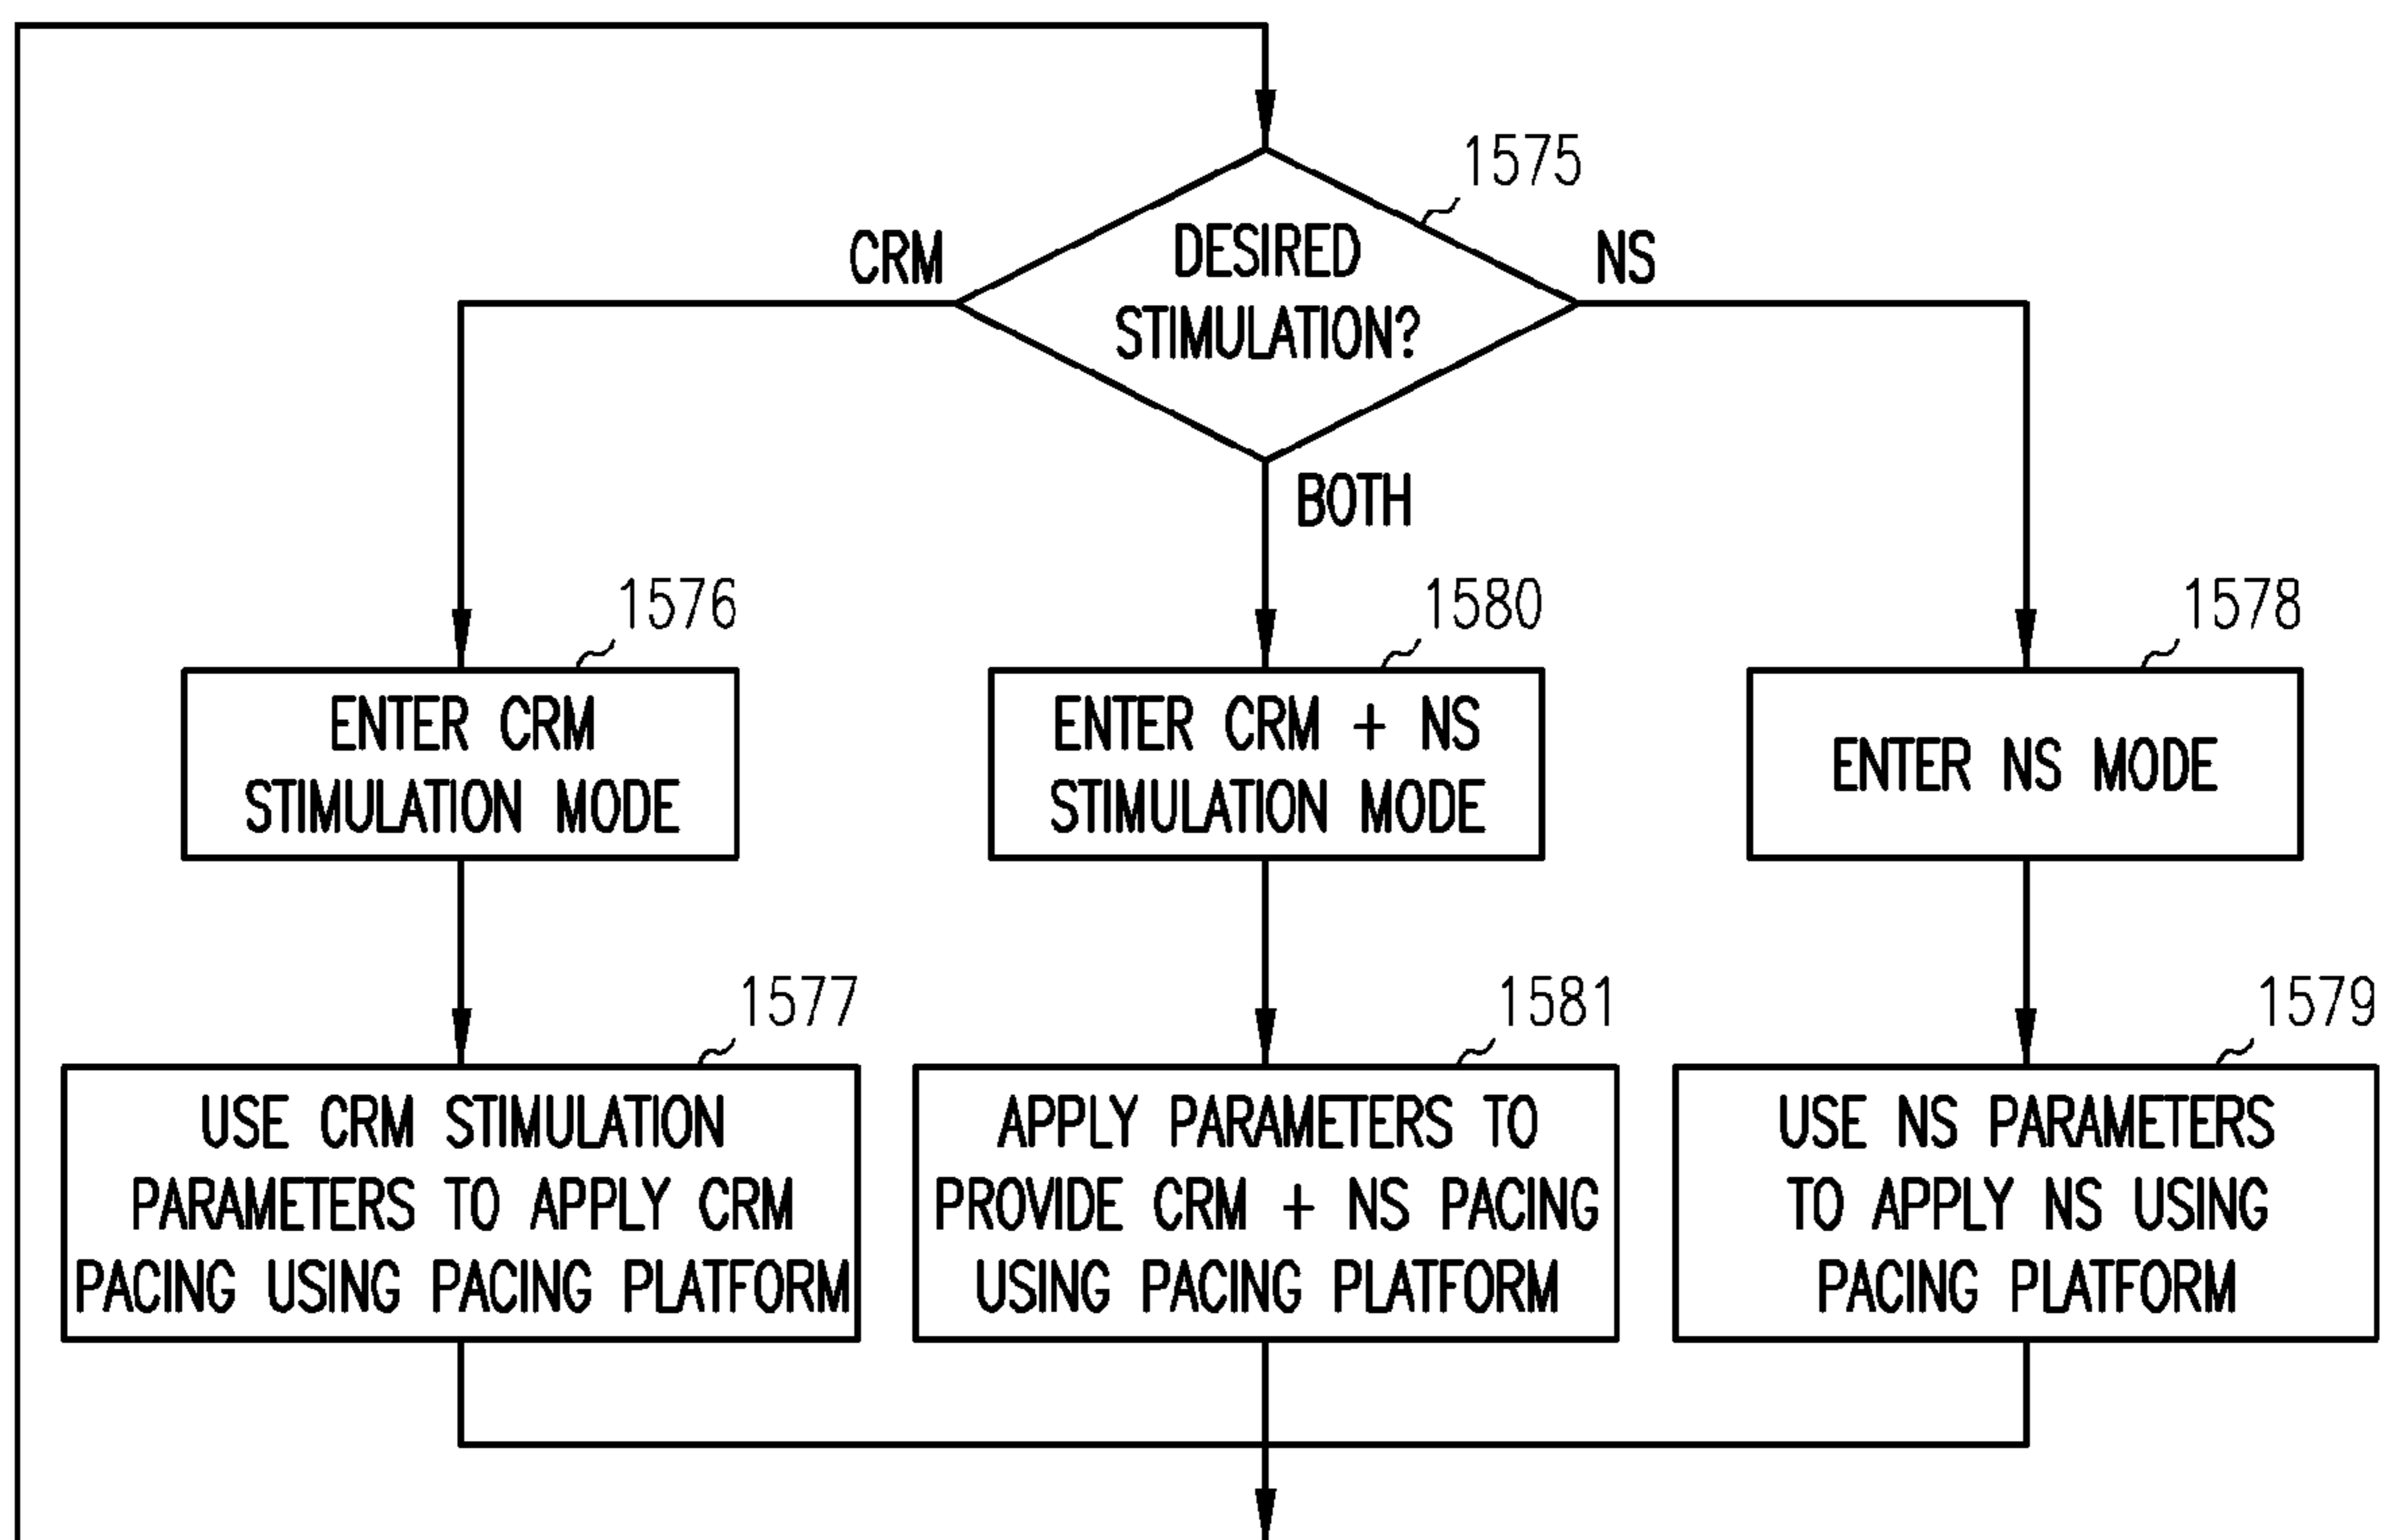 1575
DESIRED
STIMULATION?
CRM
NS
BOTH
1576
ENTER CRM
STIMULATION MODE
1580
ENTER CRM + NS
STIMULATION MODE
1578
ENTER NS MODE
1577
USE CRM STIMULATION
PARAMETERS TO APPLY CRM
PACING USING PACING PLATFORM
1581
APPLY PARAMETERS TO
PROVIDE CRM + NS PACING
USING PACING PLATFORM
1579
USE NS PARAMETERS
TO APPLY NS USING
PACING PLATFORM